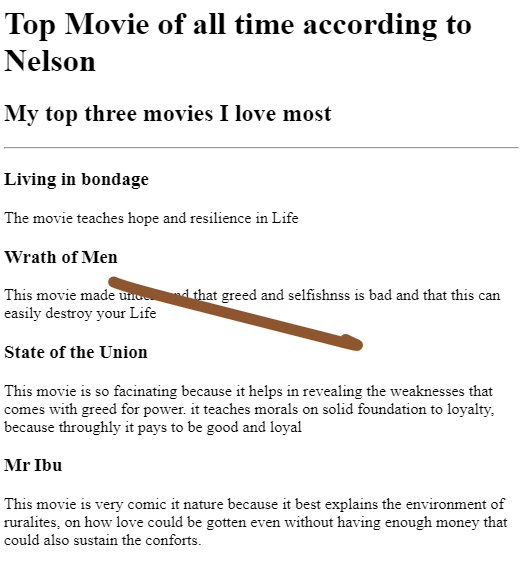 Top Movie of all time according to
Nelson
My top three movies I love most
Living in bondage
The movie teaches hope and resilience in Life
Wrath of Men
This movie made that greed and selfishnss is bad and that this can
easily destroy your Life
State of the Union
This movie is so facinating because it helps in revealing the weaknesses that
comes with greed for power. it teaches morals on solid foundation to loyalty,
because throughly it pays to be good and loyal
Mr Ibu
This movie is very comic it nature because it best explains the environment of
ruralites, on how love could be gotten even without having enough money that
could also sustain the conforts.